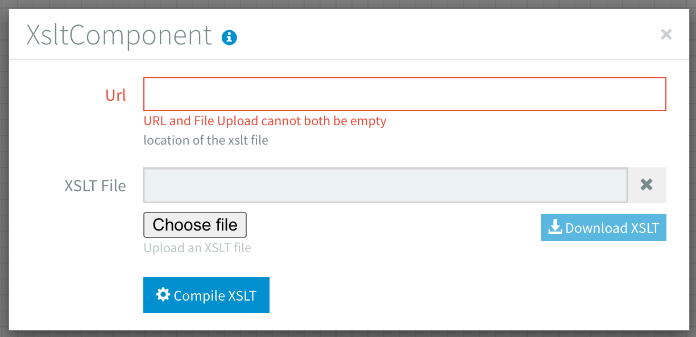 XsltComponent
Url
URL and File Upload cannot both be empty
location of the xslt file
XSLT File
Choose file
Download XSLT
Upload an XSLT file
Compile XSLT